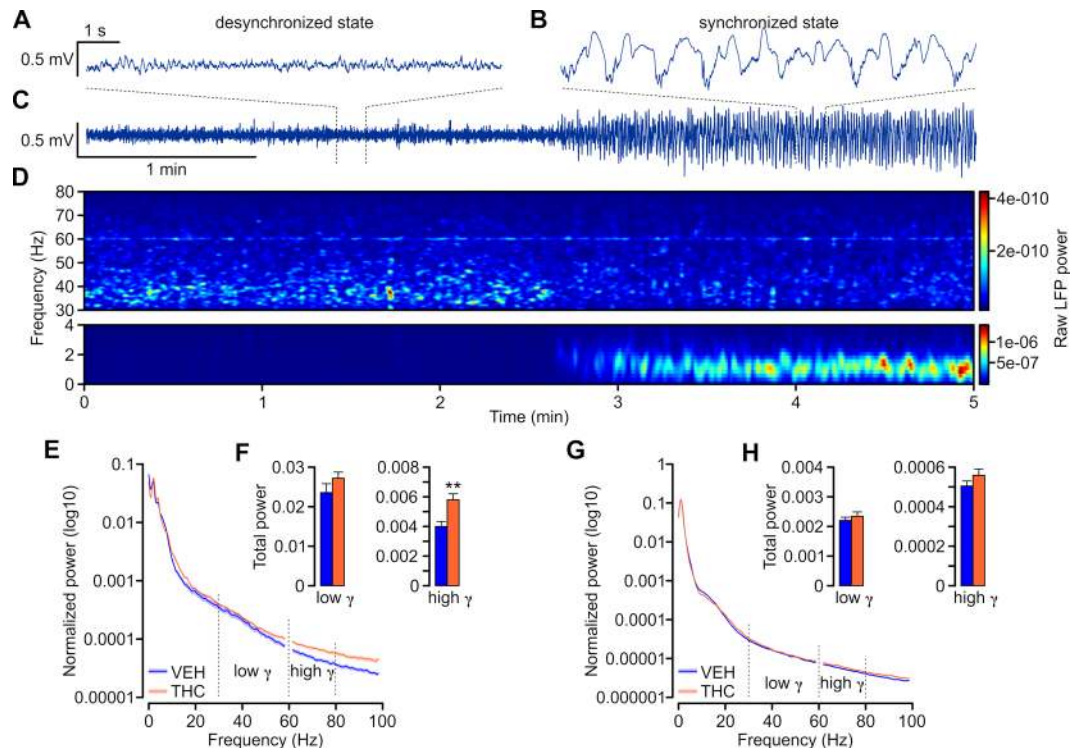 A desynchronized state B synchronized state
1 s
0.5 mV
C
0.5 mV
1 min
D
80
70
60
50
40
30
4
2
0
Frequency (Hz)
0 1 2 3 4 5
Time (min)
4e-010
2e-010
1e-06
5e-07
Raw LFP power
E
0.1
0.01
0.001
0.0001
0.00001
Normalized power (log10)
VEH
THC
low γ high γ
0 20 40 60 80 100
Frequency (Hz)
F
0.03
0.02
0.01
0
Total power
low γ
0.008
0.006
0.004
0.002
0
**
high γ
G
1
0.1
0.01
0.001
0.0001
0.00001
0.000001
Normalized power (log10)
VEH
THC
low γ high γ
0 20 40 60 80 100
Frequency (Hz)
H
0.004
0.003
0.002
0.001
0
Total power
low γ
0.0006
0.0004
0.0002
0
high γ